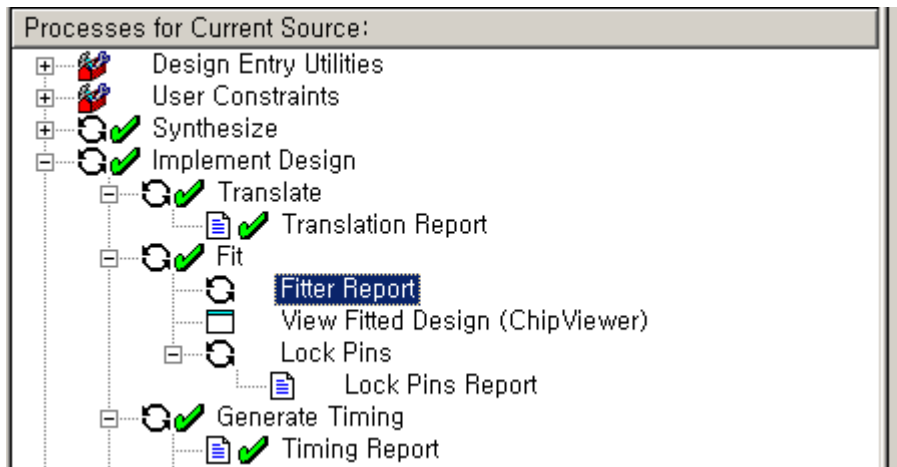 Processes for Current Source:
Design Entry Utilities
User Constraints
Synthesize
Implement Design
Translate
Translation Report
Fit
Fitter Report
View Fitted Design (ChipViewer)
Lock Pins
Lock Pins Report
Generate Timing
Timing Report